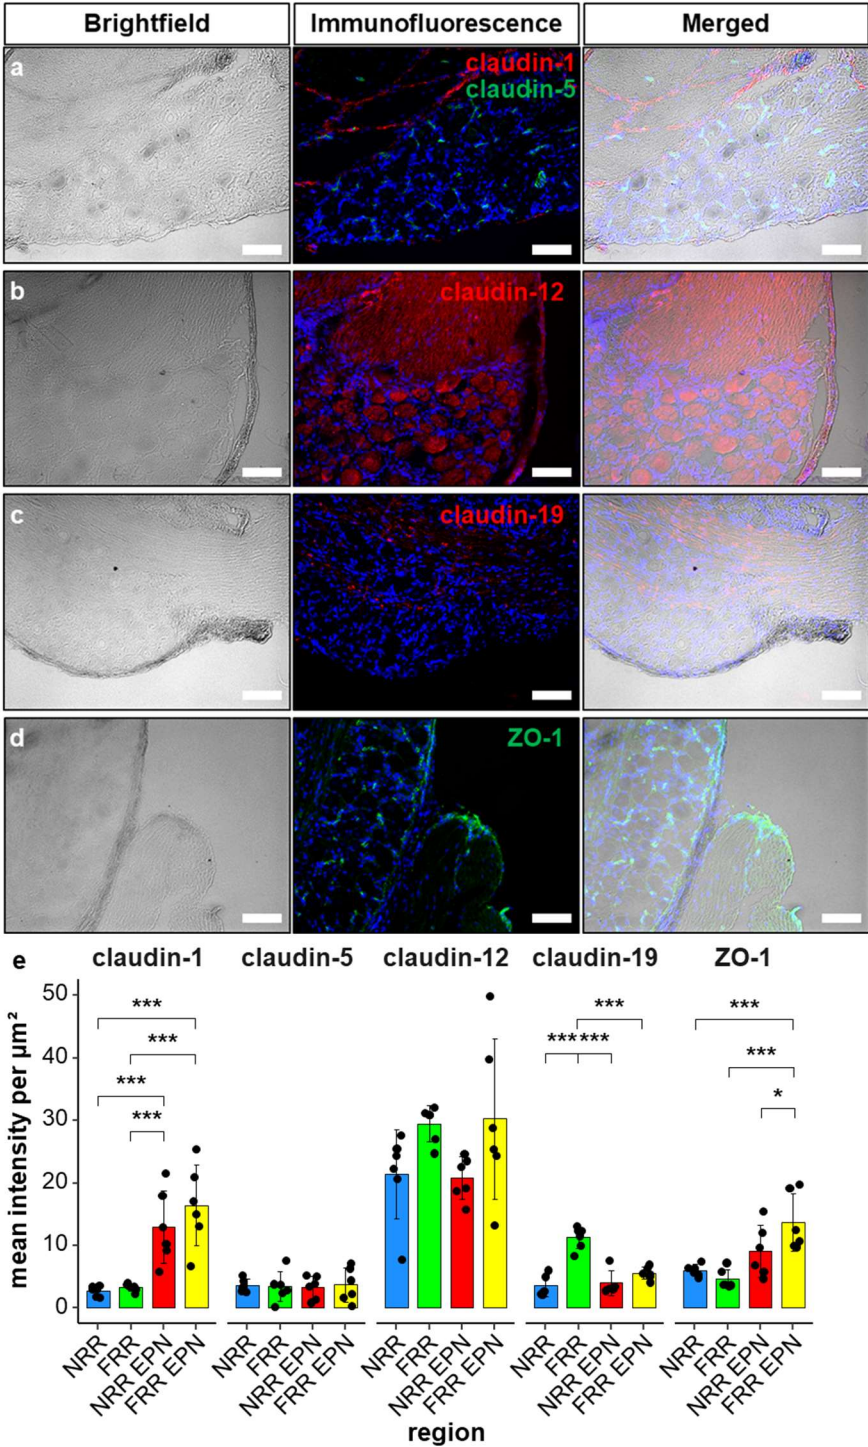 Brightfield Immunofluorescence Merged
a claudin-1
claudin-5
b claudin-12
c claudin-19
d ZO-1
e claudin-1 claudin-5 claudin-12 claudin-19 ZO-1
mean intensity per µm²
50
40
30
20
10
0
*** *** *** ***
*** *** *** ***
*** *** *
NRR FRR NRR EPN FRR EPN NRR FRR NRR EPN FRR EPN NRR FRR NRR EPN FRR EPN NRR FRR NRR EPN FRR EPN NRR FRR NRR EPN FRR EPN
region